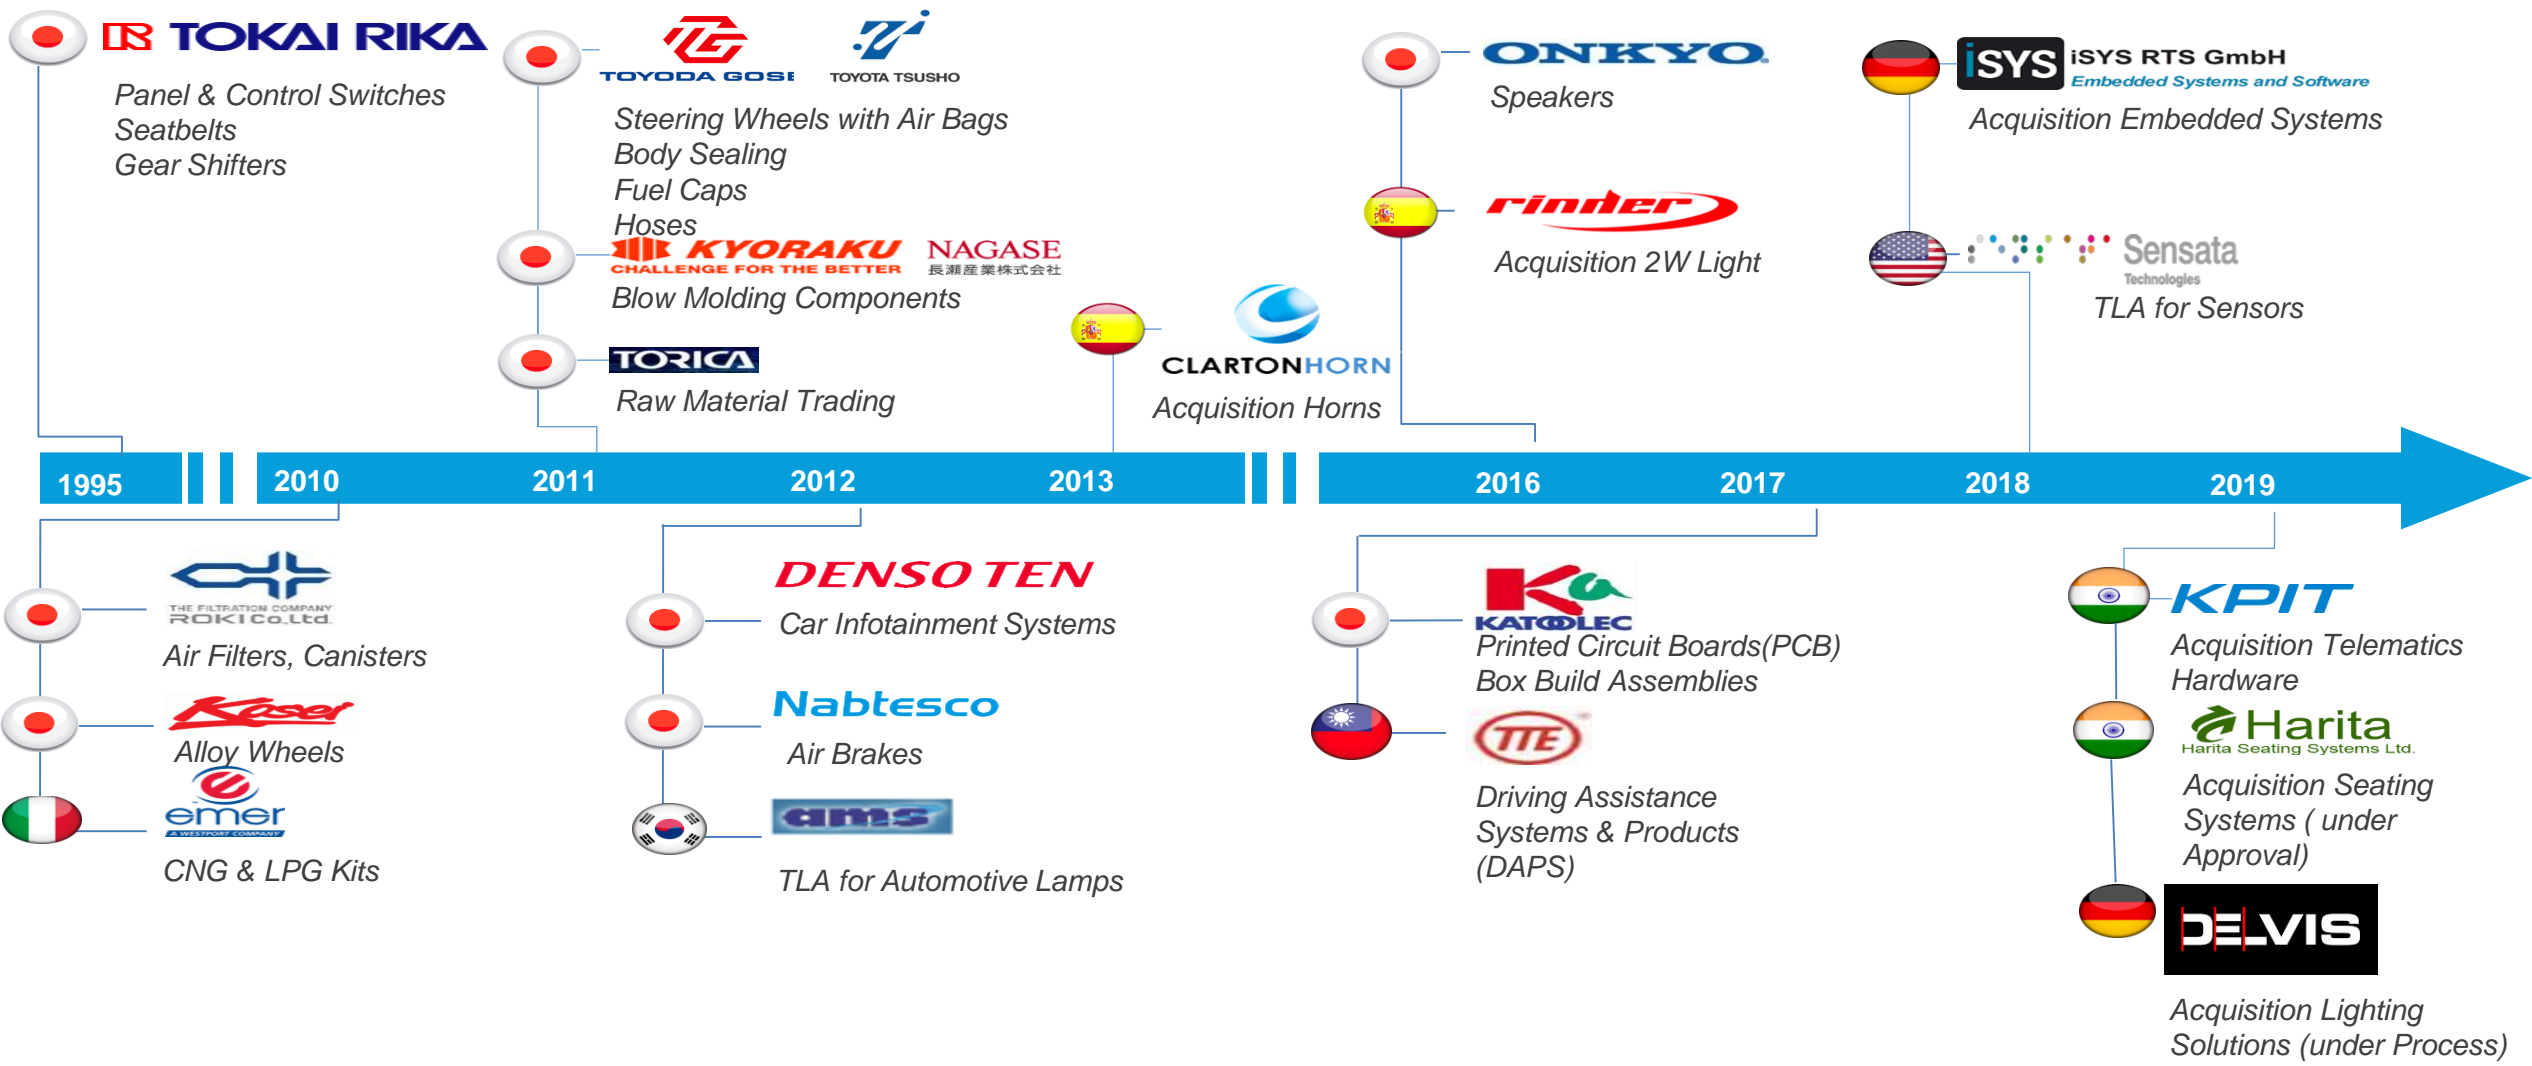 TOKAI RIKA
Panel & Control Switches
Seatbelts
Gear Shifters
TOYODA GOSE
TOYOTA TSUSHO
Steering Wheels with Air Bags
Body Sealing
Fuel Caps
Hoses
KYORAKU
CHALLENGE FOR THE BETTER
NAGASE
長瀬産業株式会社
Blow Molding Components
TORICA
Raw Material Trading
CLARTONHORN
Acquisition Horns
ONKYO
Speakers
rinder
Acquisition 2W Light
iSYS
iSYS RTS GmbH
Embedded Systems and Software
Acquisition Embedded Systems
Sensata
Technologies
TLA for Sensors
1995
2010
2011
2012
2013
2016
2017
2018
2019
THE FILTRATION COMPANY
ROKI Co.,Ltd.
Air Filters, Canisters
Kosei
Alloy Wheels
emer
A WESTPORT COMPANY
CNG & LPG Kits
DENSO TEN
Car Infotainment Systems
Nabtesco
Air Brakes
ams
TLA for Automotive Lamps
KATOOLEC
Printed Circuit Boards(PCB)
Box Build Assemblies
TTE
Driving Assistance
Systems & Products
(DAPS)
KPIT
Acquisition Telematics
Hardware
Harita
Harita Seating Systems Ltd.
Acquisition Seating
Systems ( under
Approval)
DELVIS
Acquisition Lighting
Solutions (under Process)